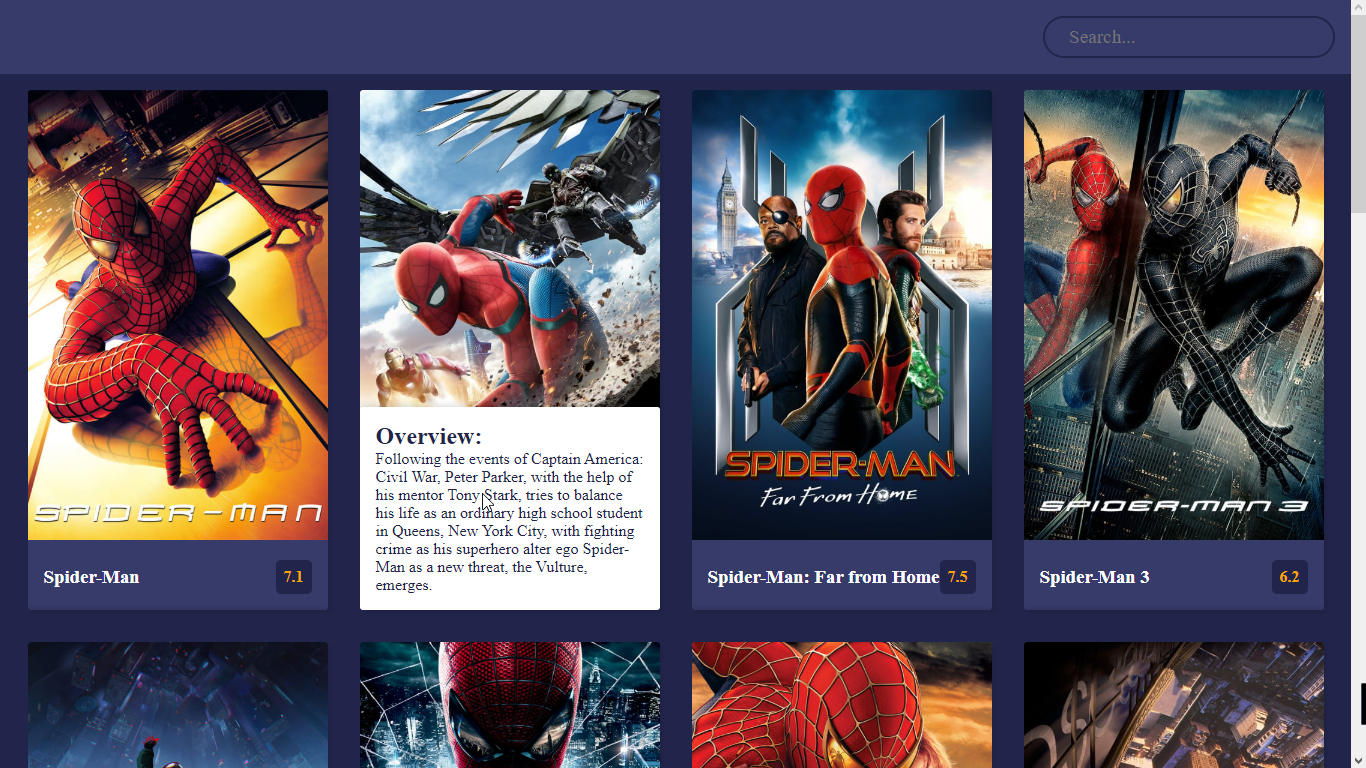 Search...
SPIDER-MAN
SPIDER-MAN
Far From Home
SPIDER-MAN 3
Overview:
Following the events of Captain America:
Civil War, Peter Parker, with the help of
his mentor Tony Stark, tries to balance
his life as an ordinary high school student
in Queens, New York City, with fighting
crime as his superhero alter ego Spider-
Man as a new threat, the Vulture,
emerges.
Spider-Man 7.1
Spider-Man: Far from Home 7.5
Spider-Man 3 6.2